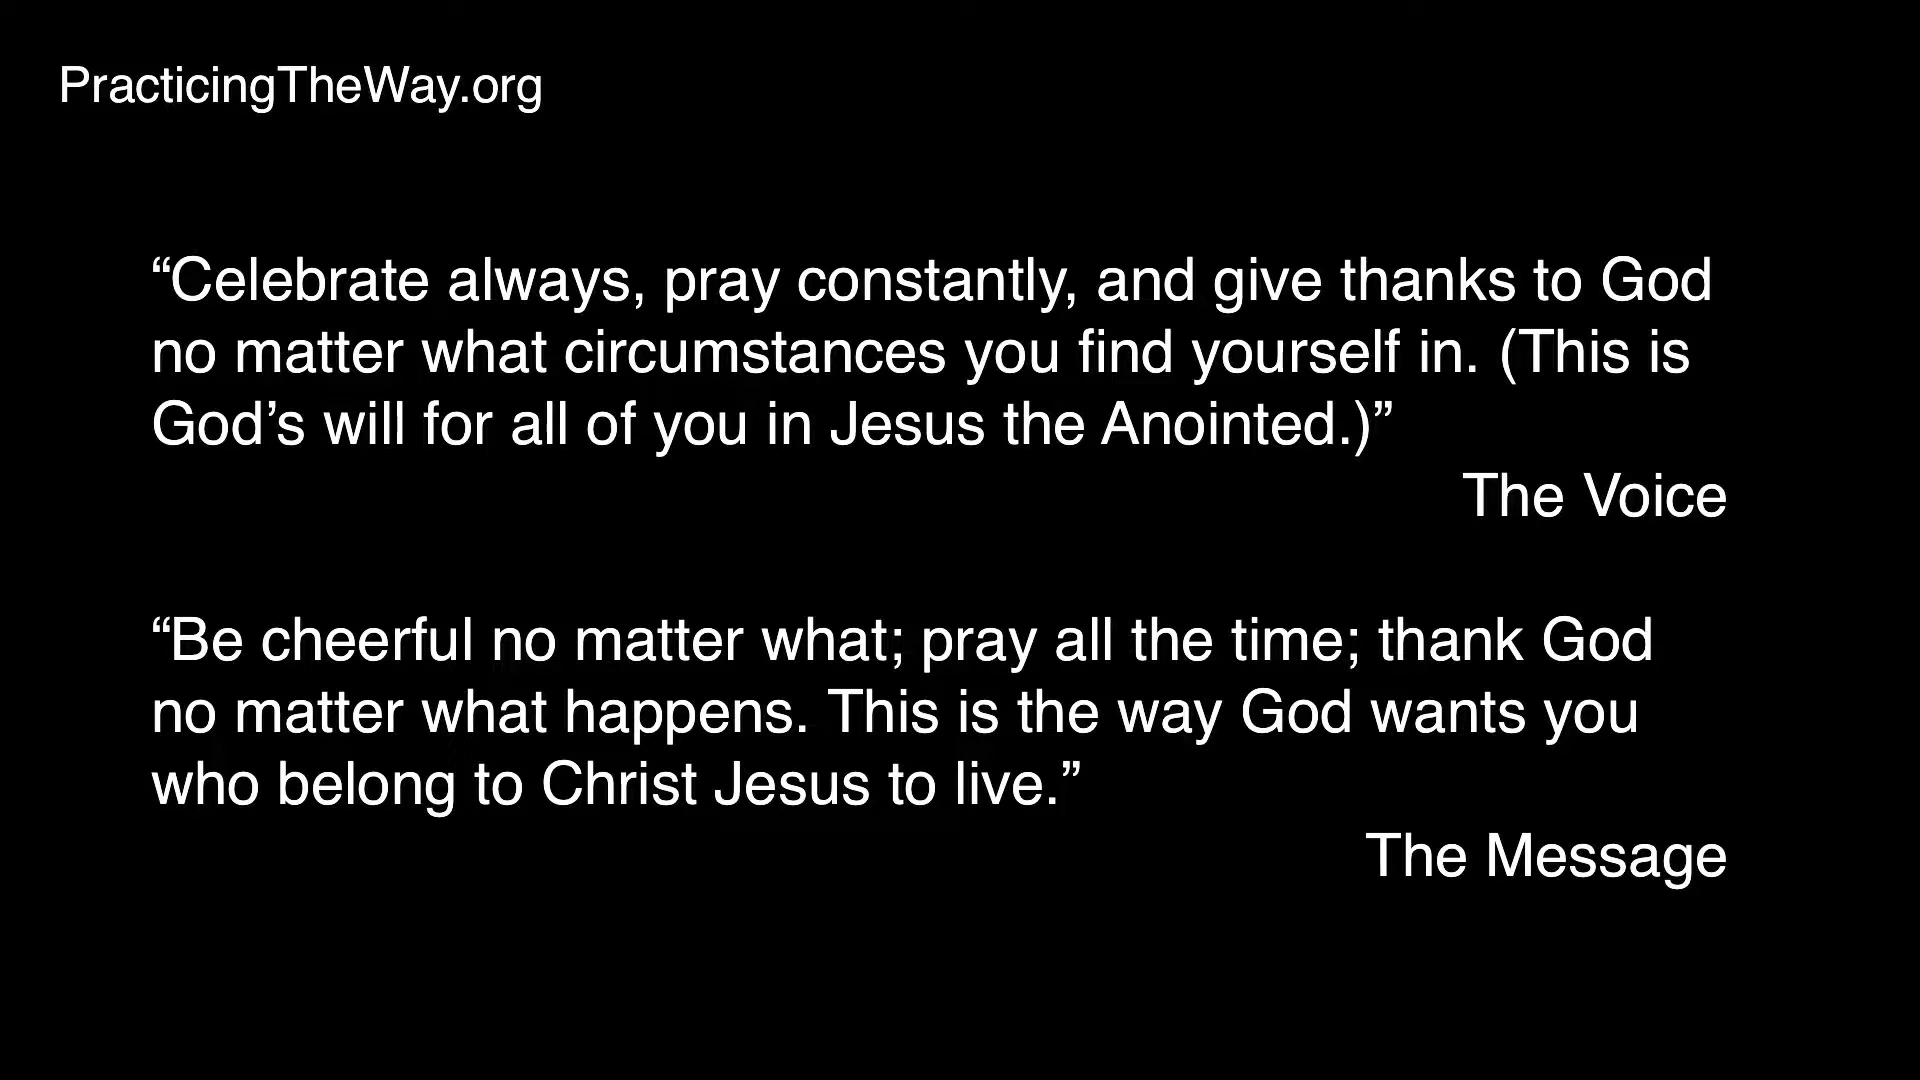 PracticingTheWay.org
“Celebrate always, pray constantly, and give thanks to God
no matter what circumstances you find yourself in. (This is
God’s will for all of you in Jesus the Anointed.)”
The Voice
“Be cheerful no matter what; pray all the time; thank God
no matter what happens. This is the way God wants you
who belong to Christ Jesus to live.”
The Message